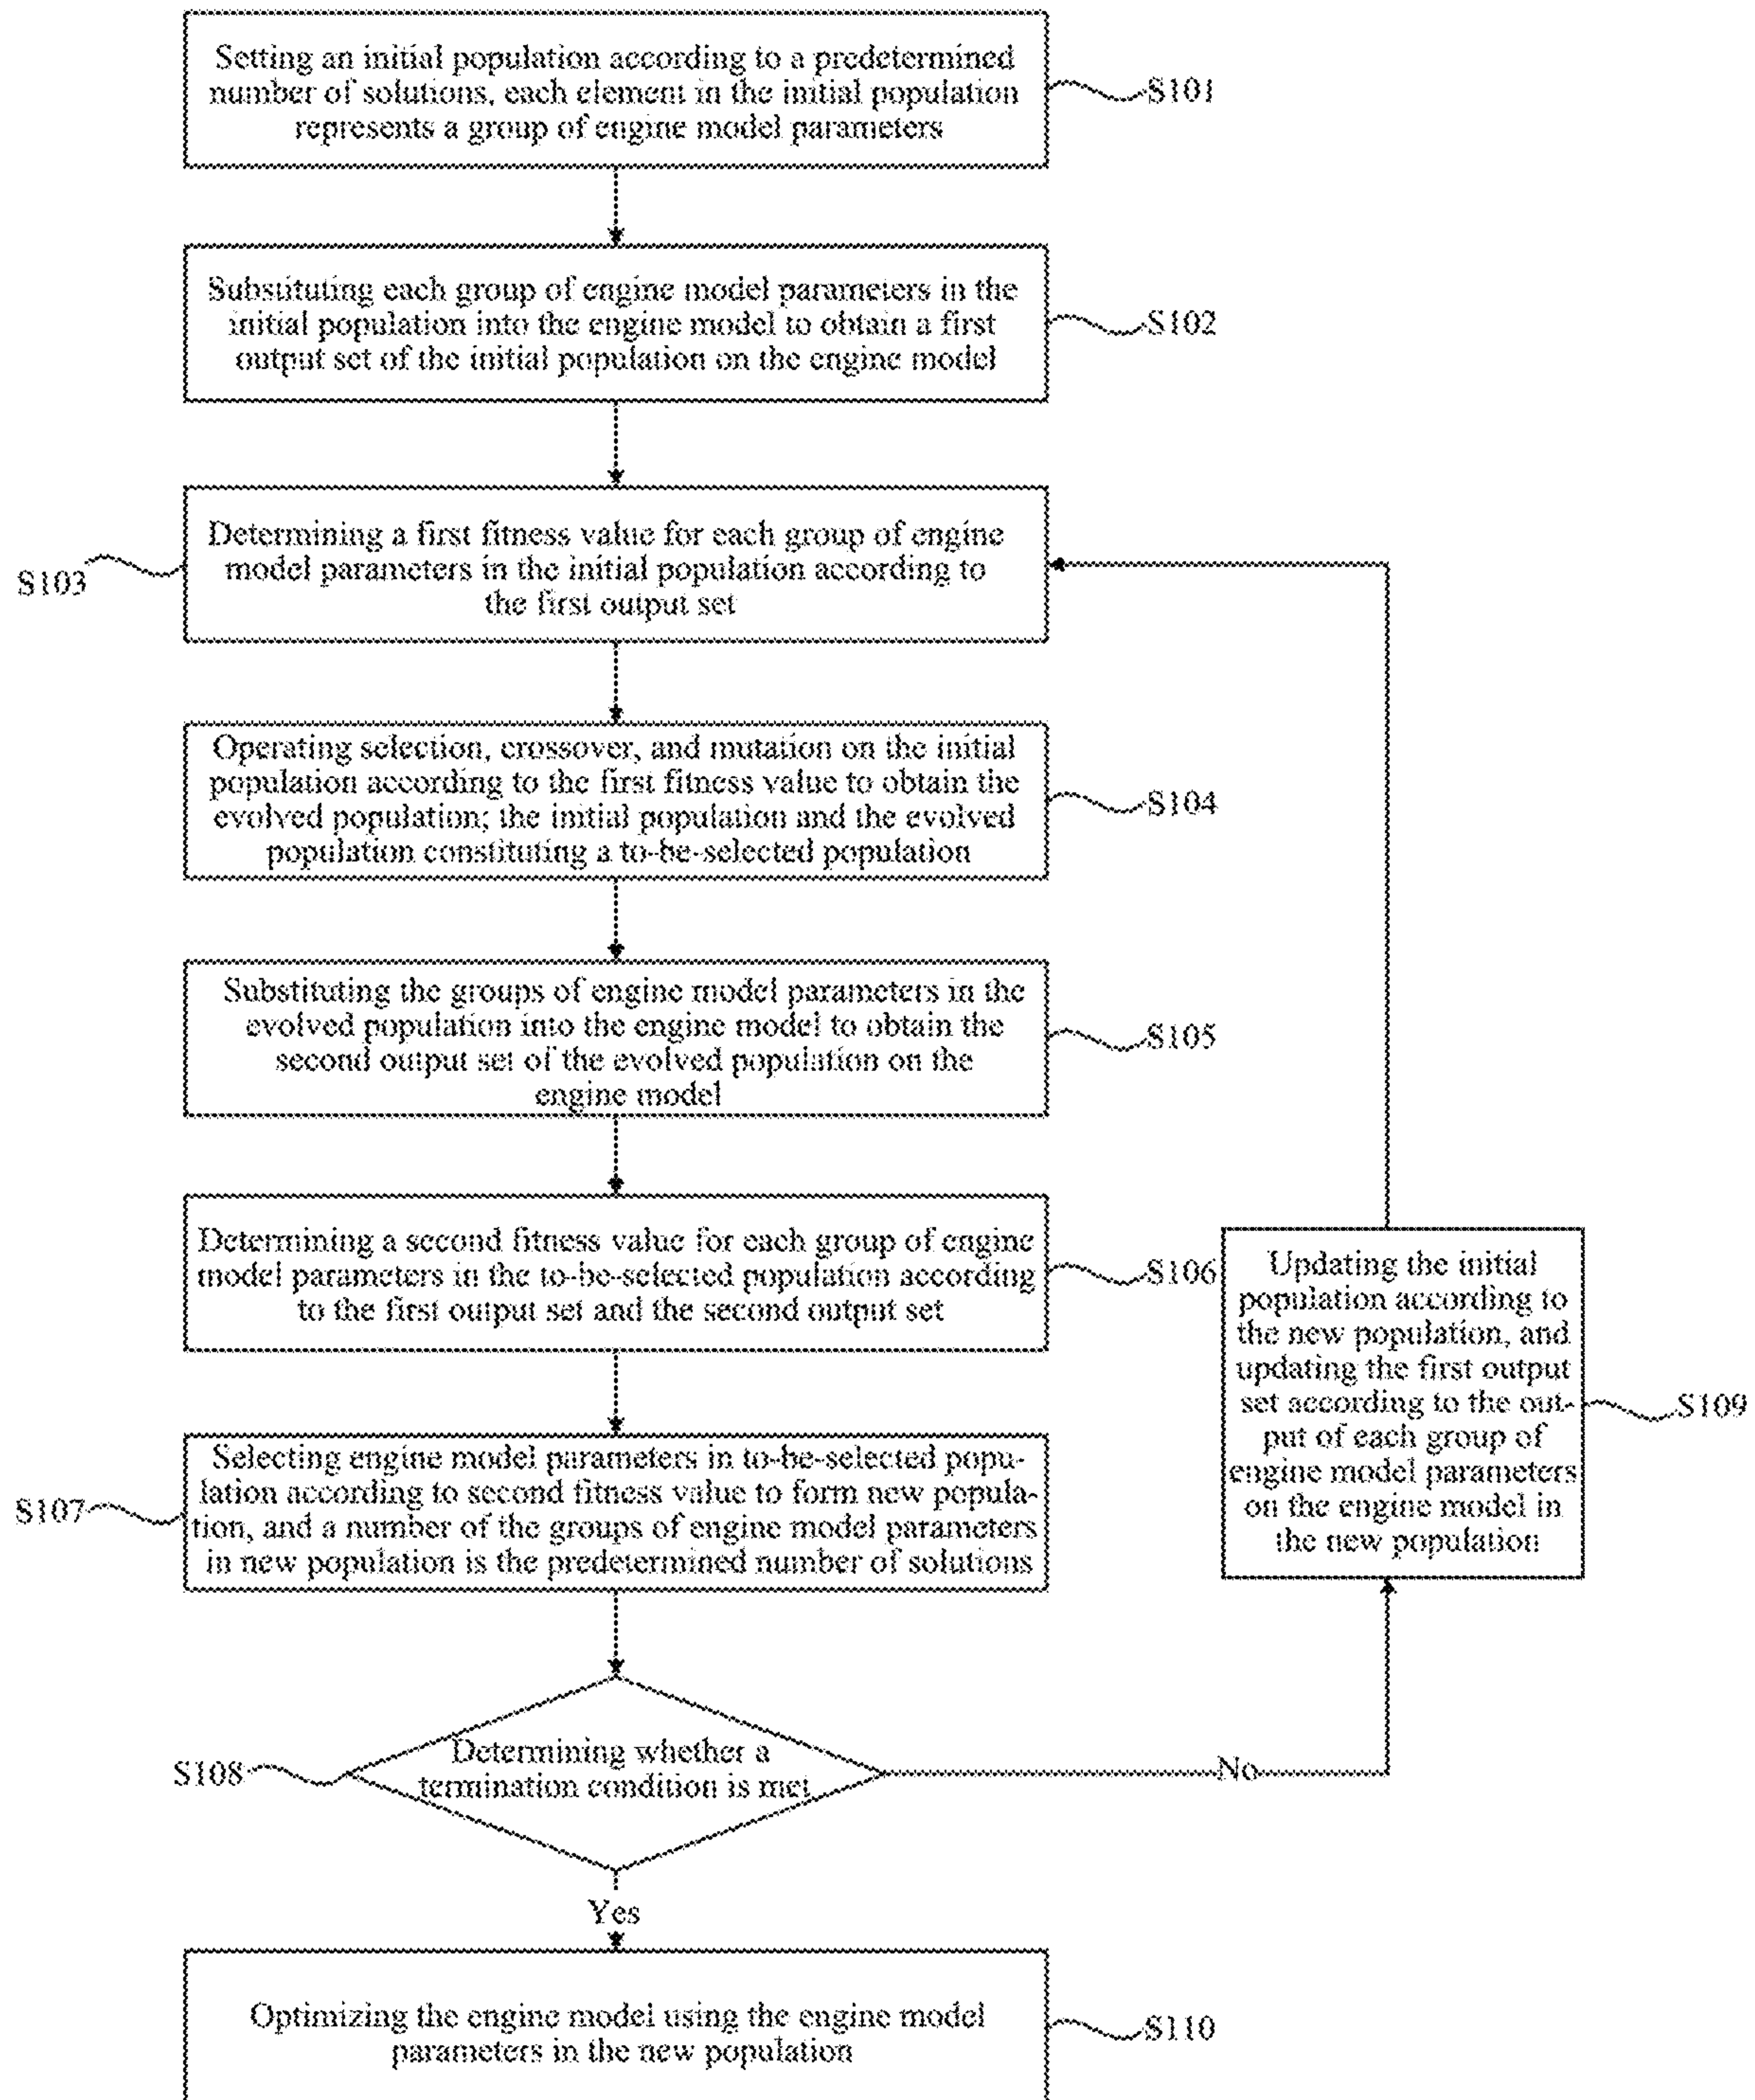 Setting an initial population according to a predetermined
number of solutions, each element in the initial population
represents a group of engine model parameters
S101
Substituting each group of engine model parameters in the
initial population into the engine model to obtain a first
output set of the initial population on the engine model
S102
Determining a first fitness value for each group of engine
model parameters in the initial population according to
the first output set
S103
Operating selection, crossover, and mutation on the initial
population according to the first fitness value to obtain the
evolved population; the initial population and the evolved
population constituting a to-be-selected population
S104
Substituting the groups of engine model parameters in the
evolved population into the engine model to obtain the
second output set of the evolved population on the
engine model
S105
Determining a second fitness value for each group of engine
model parameters in the to-be-selected population according
to the first output set and the second output set
S106
Selecting engine model parameters in to-be-selected popu-
lation according to second fitness value to form new popula-
tion, and a number of the groups of engine model parameters
in new population is the predetermined number of solutions
S107
Determining whether a
termination condition is met
S108
No
Updating the initial
population according to
the new population, and
updating the first output
set according to the out-
put of each group of
engine model parameters
on the engine model in
the new population
S109
Yes
Optimizing the engine model using the engine model
parameters in the new population
S110